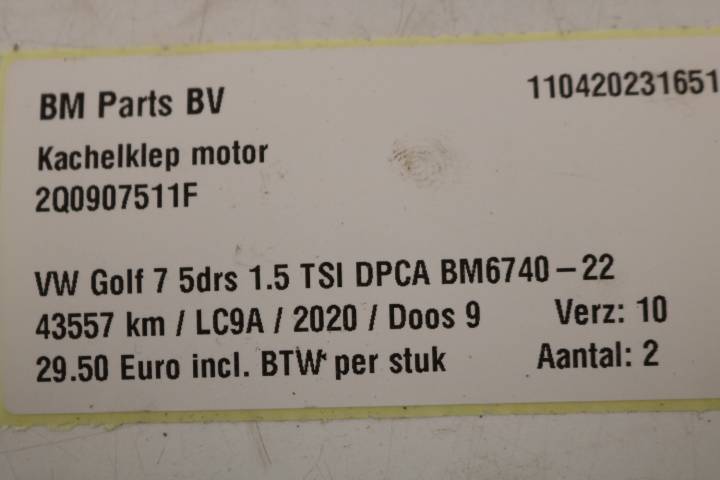 BM Parts BV 110420231651
Kachelklep motor
2Q0907511F
VW Golf 7 5drs 1.5 TSI DPCA BM6740-22
43557 km / LC9A / 2020 / Doos 9 Verz: 10
29.50 Euro incl. BTW per stuk Aantal: 2